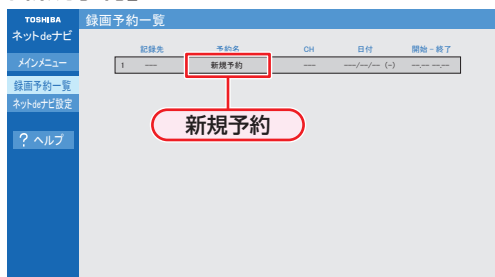 TOSHIBA
ネットdeナビ
メインメニュー
録画予約一覧
ネットdeナビ設定
? ヘルプ
録画予約一覧
記録先 予約名 CH 日付 開始－終了
1 --- 新規予約 --- ---/--/-- (-) --:-- --:--
新規予約